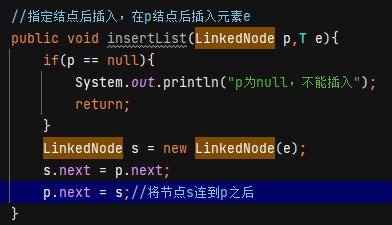 //指定结点后插入，在p结点后插入元素e
public void insertList(LinkedNode p,T e){
if(p == null){
System.out.println("p为null，不能插入");
return;
}
LinkedNode s = new LinkedNode(e);
s.next = p.next;
p.next = s;//将节点s连到p之后
}